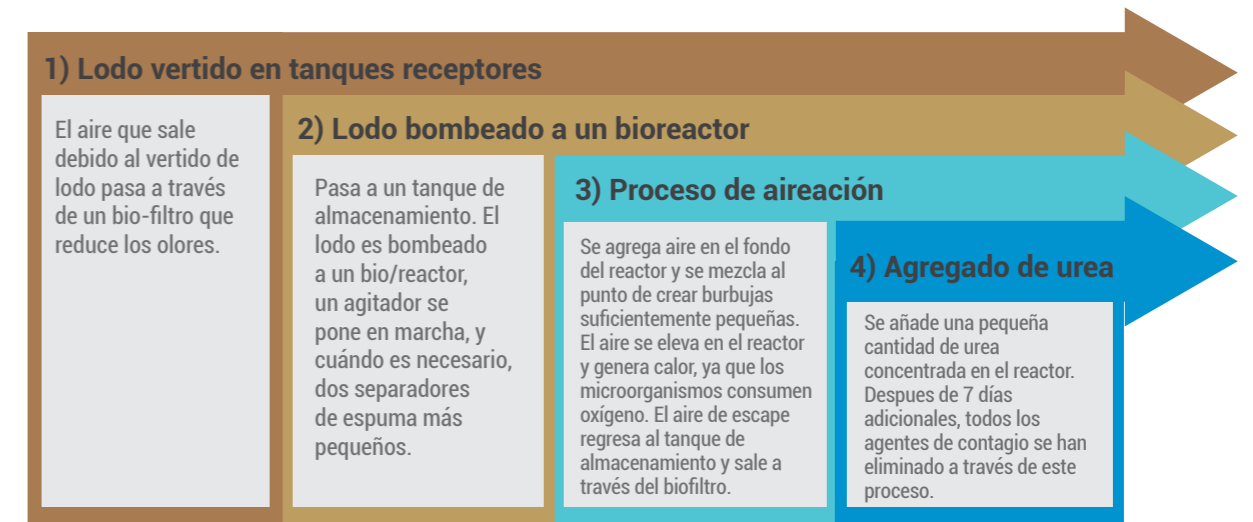 1) Lodo vertido en tanques receptores
El aire que sale
debido al vertido de
lodo pasa a través
de un bio-filtro que
reduce los olores.
2) Lodo bombeado a un bioreactor
Pasa a un tanque de
almacenamiento. El
lodo es bombeado
a un bio/reactor,
un agitador se
pone en marcha, y
cuándo es necesario,
dos separadores
de espuma más
pequeños.
3) Proceso de aireación
Se agrega aire en el fondo
del reactor y se mezcla al
punto de crear burbujas
suficientemente pequeñas.
El aire se eleva en el reactor
y genera calor, ya que los
microorganismos consumen
oxígeno. El aire de escape
regresa al tanque de
almacenamiento y sale a
través del biofiltro.
4) Agregado de urea
Se añade una pequeña
cantidad de urea
concentrada en el reactor.
Despues de 7 días
adicionales, todos los
agentes de contagio se han
eliminado a través de este
proceso.